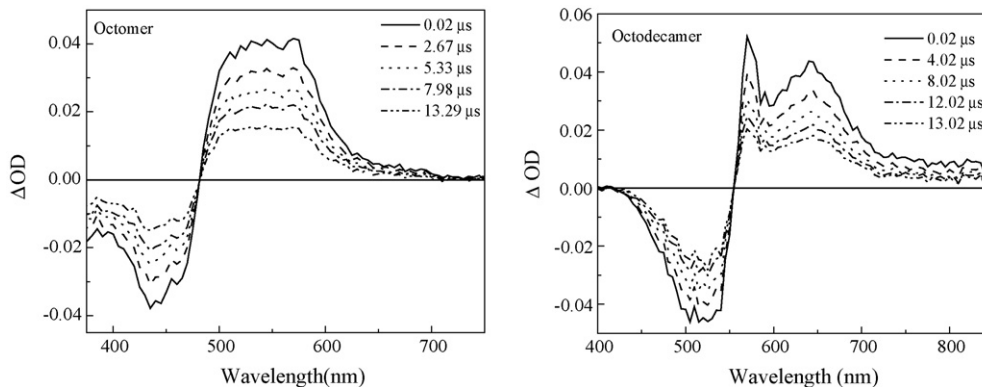 Octomer
0.02 μs
2.67 μs
5.33 μs
7.98 μs
13.29 μs
0.04
0.02
0.00
-0.02
-0.04
ΔOD
400 500 600 700
Wavelength(nm)
Octodecamer
0.02 μs
4.02 μs
8.02 μs
12.02 μs
13.02 μs
0.06
0.04
0.02
0.00
-0.02
-0.04
Δ OD
400 500 600 700 800
Wavelength (nm)